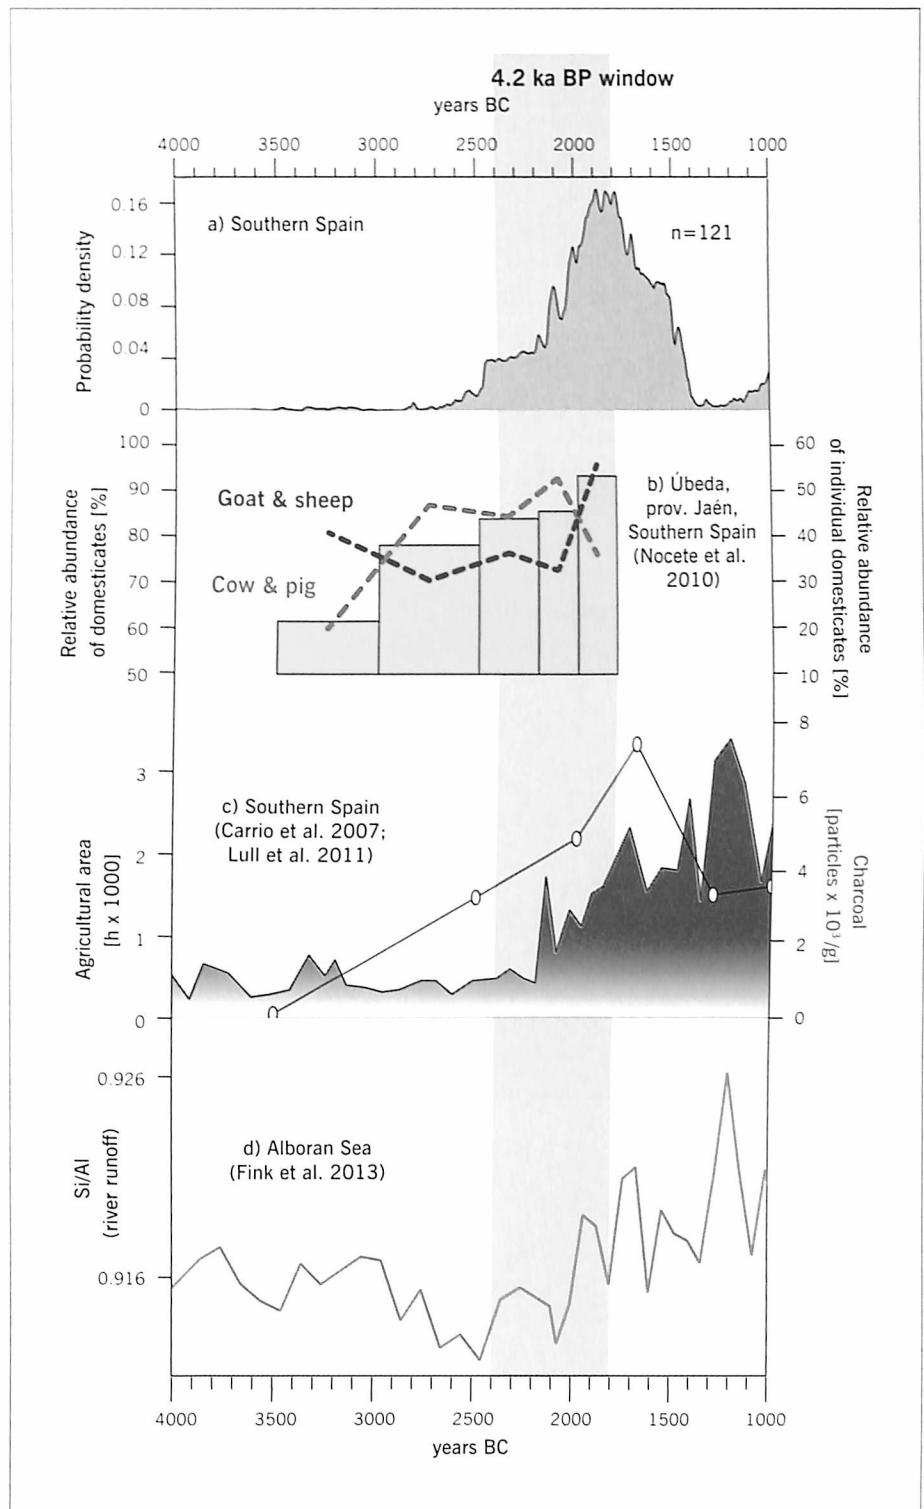 4.2 ka BP window
years BC
4000 3500 3000 2500 2000 1500 1000
0.16
0.12
0.08
0.04
0
Probability density
a) Southern Spain
n=121
100
90
80
70
60
50
Relative abundance
of domesticates [%]
Goat & sheep
Cow & pig
b) Úbeda,
prov. Jaén,
Southern Spain
(Nocete et al.
2010)
60
50
40
30
20
10
Relative abundance
of individual domesticates [%]
3
2
1
0
Agricultural area
[h x 1000]
c) Southern Spain
(Carrio et al. 2007;
Lull et al. 2011)
8
6
4
2
0
Charcoal
[particles x 10³/g]
0.926
0.916
Si/Al
(river runoff)
d) Alboran Sea
(Fink et al. 2013)
4000 3500 3000 2500 2000 1500 1000
years BC